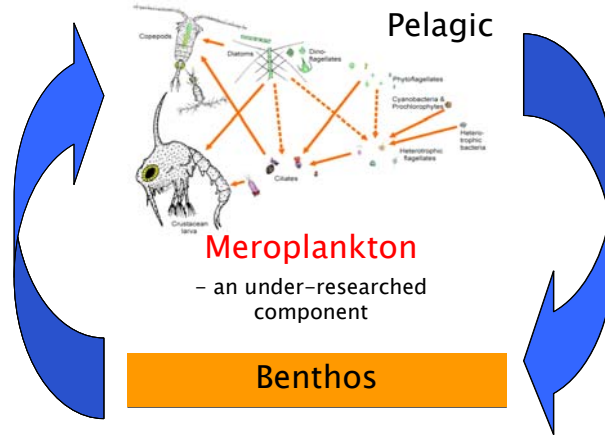 Pelagic
Copepods
Diatoms
Dino-
flagellates
Phytoflagellates
Cyanobacteria &
Prochlorophytes
Hetero-
trophic
bacteria
Heterotrophic
flagellates
Ciliates
Crustacean
larva
Meroplankton
– an under-researched
component
Benthos